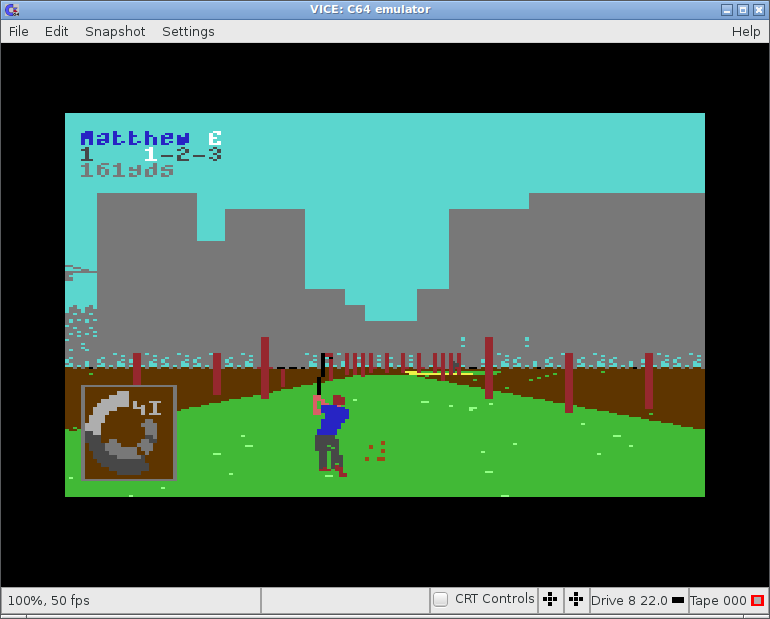 VICE: C64 emulator
File Edit Snapshot Settings Help
Matthew E
1 1-2-3
161yds
4I
100%, 50 fps CRT Controls Drive 8 22.0 Tape 000